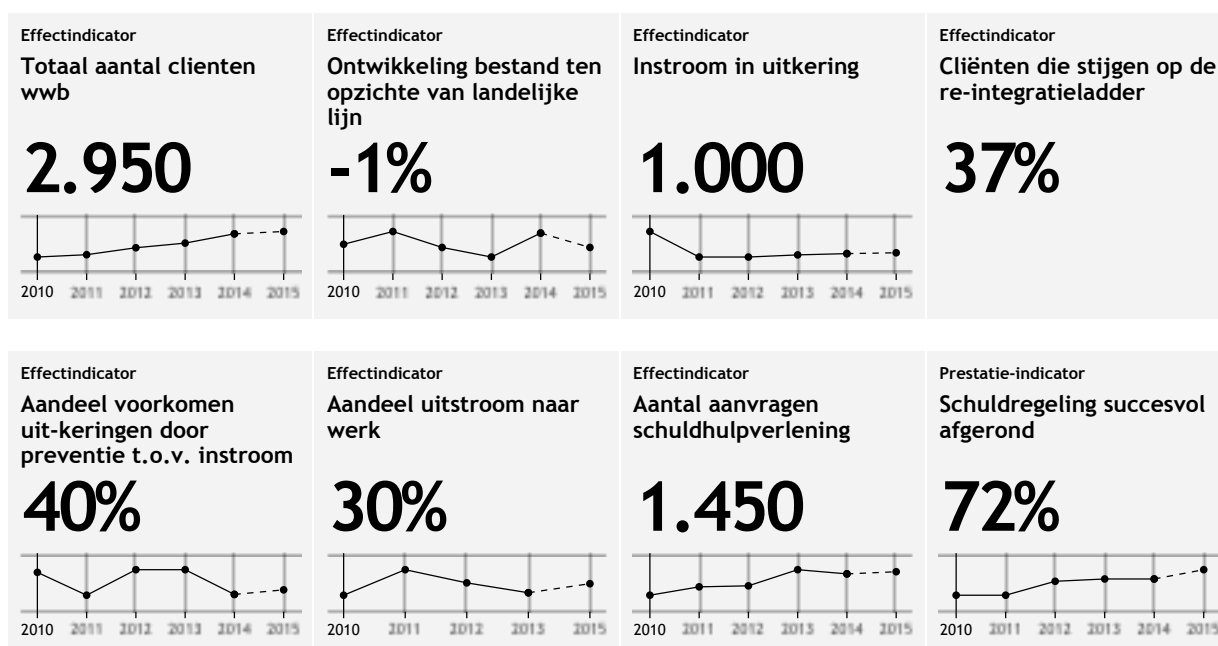 Effectindicator
Totaal aantal clienten
wwb
2.950
2010 2011 2012 2013 2014 2015
Effectindicator
Ontwikkeling bestand ten
opzichte van landelijke
lijn
-1%
2010 2011 2012 2013 2014 2015
Effectindicator
Instroom in uitkering
1.000
2010 2011 2012 2013 2014 2015
Effectindicator
Cliënten die stijgen op de
re-integratieladder
37%
Effectindicator
Aandeel voorkomen
uit-keringen door
preventie t.o.v. instroom
40%
2010 2011 2012 2013 2014 2015
Effectindicator
Aandeel uitstroom naar
werk
30%
2010 2011 2012 2013 2015
Effectindicator
Aantal aanvragen
schuldhulpverlening
1.450
2010 2011 2012 2013 2014 2015
Prestatie-indicator
Schuldregeling succesvol
afgerond
72%
2010 2011 2012 2013 2014 2015